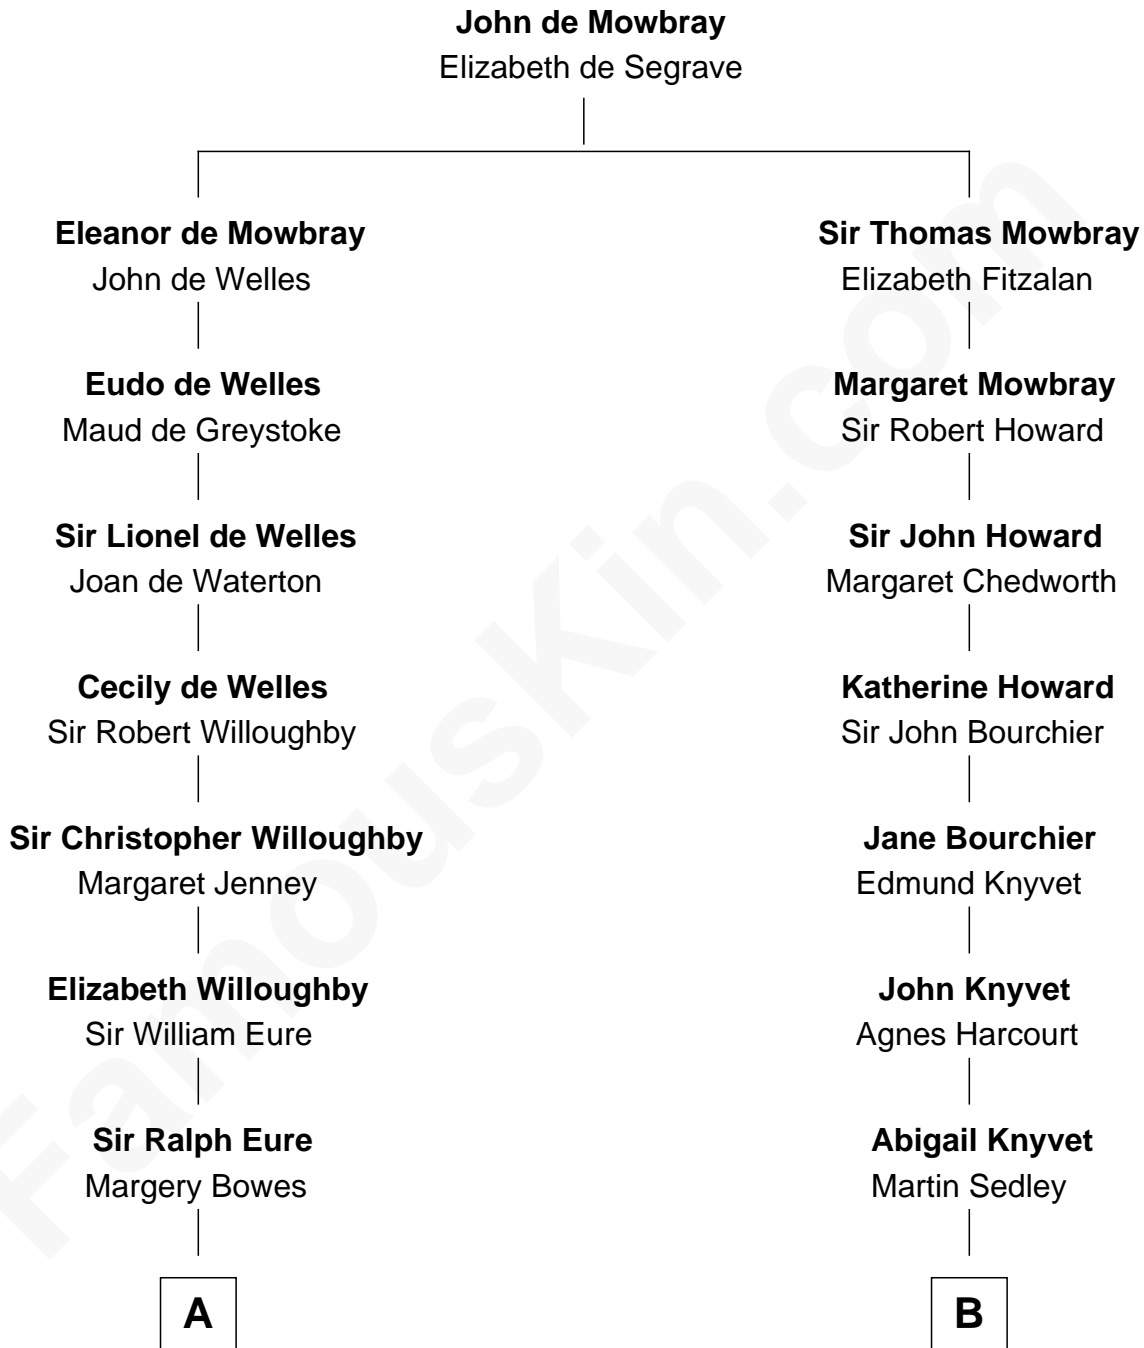 John de Mowbray
Elizabeth de Segrave
Eleanor de Mowbray
John de Welles
Sir Thomas Mowbray
Elizabeth Fitzalan
Eudo de Welles
Maud de Greystoke
Margaret Mowbray
Sir Robert Howard
Sir Lionel de Welles
Joan de Waterton
Sir John Howard
Margaret Chedworth
Cecily de Welles
Sir Robert Willoughby
Katherine Howard
Sir John Bourchier
Sir Christopher Willoughby
Margaret Jenney
Jane Bourchier
Edmund Knyvet
Elizabeth Willoughby
Sir William Eure
John Knyvet
Agnes Harcourt
Sir Ralph Eure
Margery Bowes
Abigail Knyvet
Martin Sedley
A
B
FamousKin.com